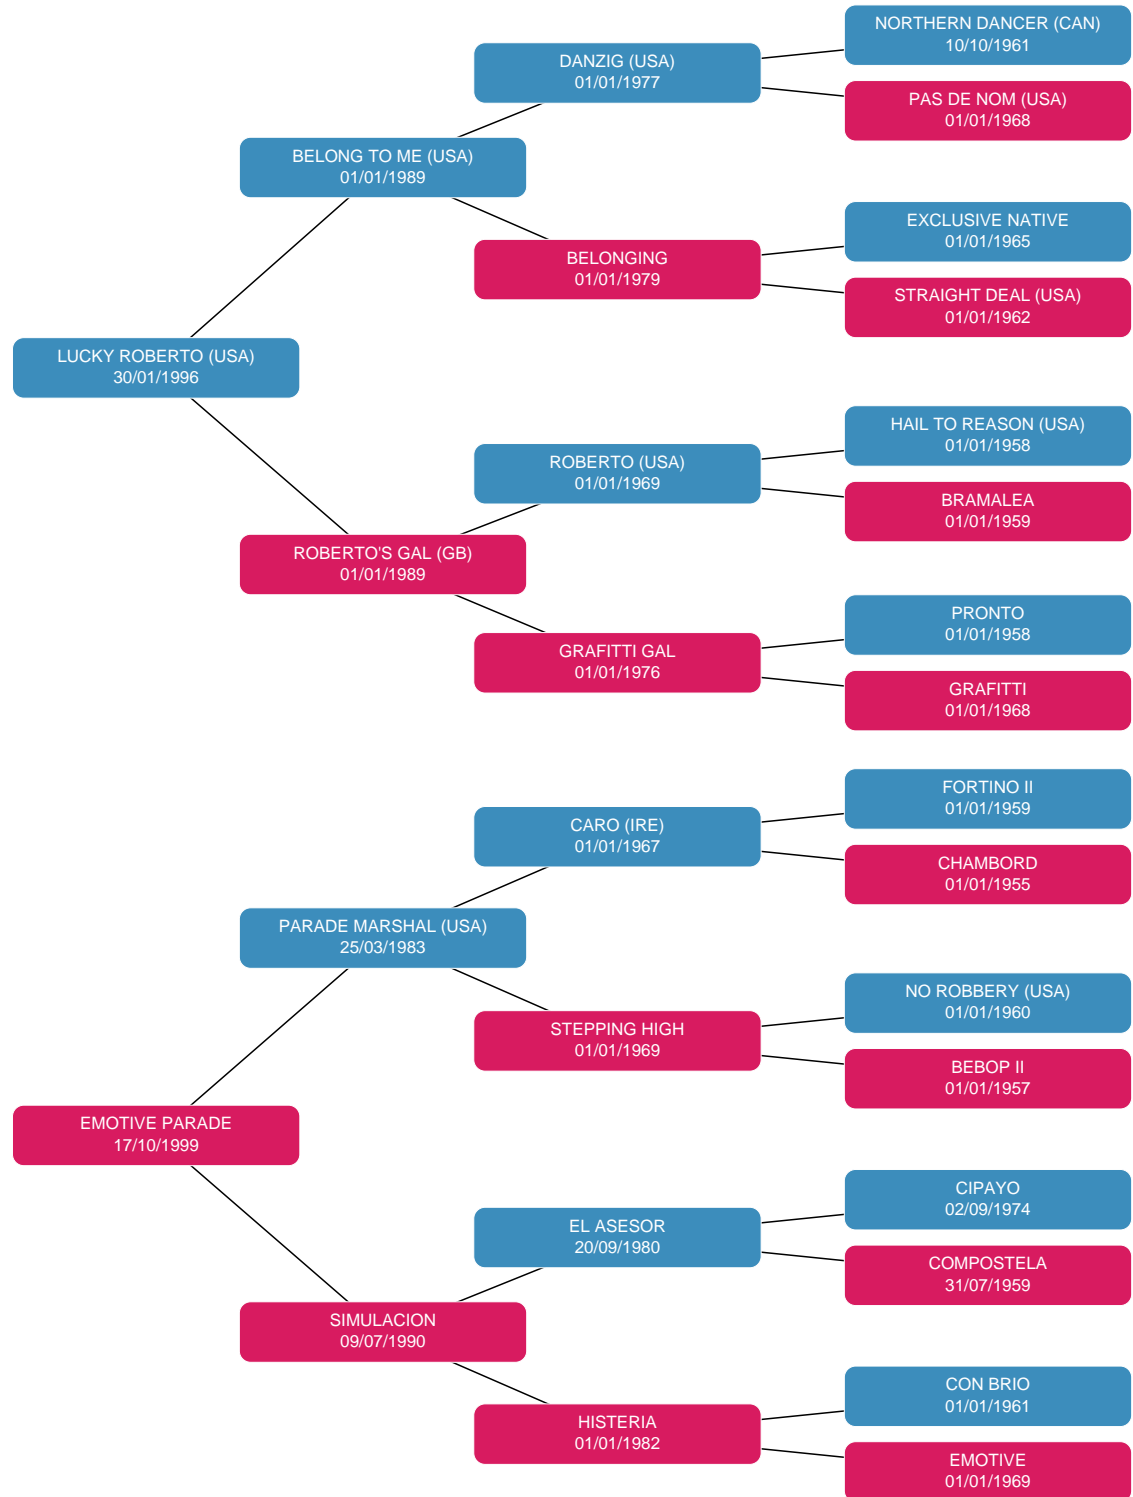 NORTHERN DANCER (CAN)
10/10/1961
DANZIG (USA)
01/01/1977
PAS DE NOM (USA)
01/01/1968
BELONG TO ME (USA)
01/01/1989
EXCLUSIVE NATIVE
01/01/1965
BELONGING
01/01/1979
STRAIGHT DEAL (USA)
01/01/1962
LUCKY ROBERTO (USA)
30/01/1996
HAIL TO REASON (USA)
01/01/1958
ROBERTO (USA)
01/01/1969
BRAMALEA
01/01/1959
ROBERTO'S GAL (GB)
01/01/1989
PRONTO
01/01/1958
GRAFITTI GAL
01/01/1976
GRAFITTI
01/01/1968
FORTINO II
01/01/1959
CARO (IRE)
01/01/1967
CHAMBORD
01/01/1955
PARADE MARSHAL (USA)
25/03/1983
NO ROBBERY (USA)
01/01/1960
STEPPING HIGH
01/01/1969
BEBOP II
01/01/1957
EMOTIVE PARADE
17/10/1999
CIPAYO
02/09/1974
EL ASESOR
20/09/1980
COMPOSTELA
31/07/1959
SIMULACION
09/07/1990
CON BRIO
01/01/1961
HISTERIA
01/01/1982
EMOTIVE
01/01/1969